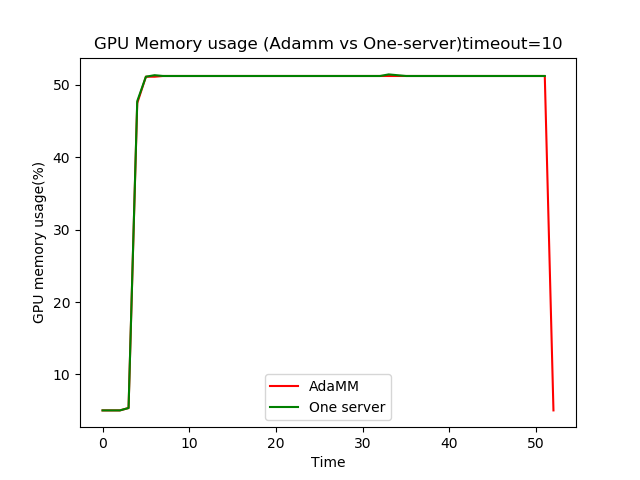 GPU Memory usage (Adamm vs One-server)timeout=10
GPU memory usage(%)
50
40
30
20
10
AdaMM
One server
0 10 20 30 40 50
Time